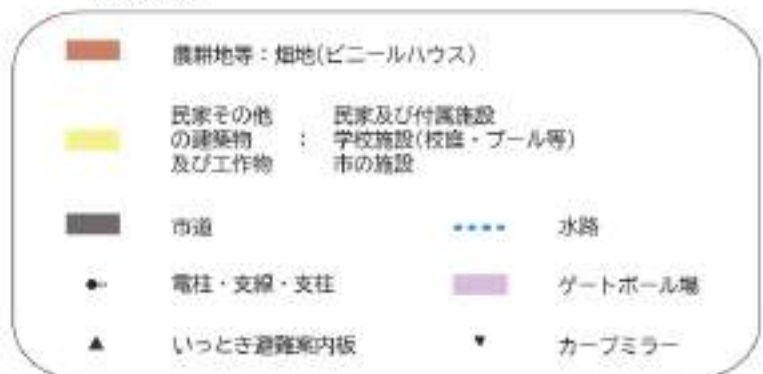 農耕地等：畑地(ビニールハウス)
民家その他 民家及び付属施設
の建築物 ： 学校施設(校庭・プール等)
及び工作物 市の施設
市道 水路
電柱・支線・支柱 ゲートボール場
いっとき避難案内板 カーブミラー